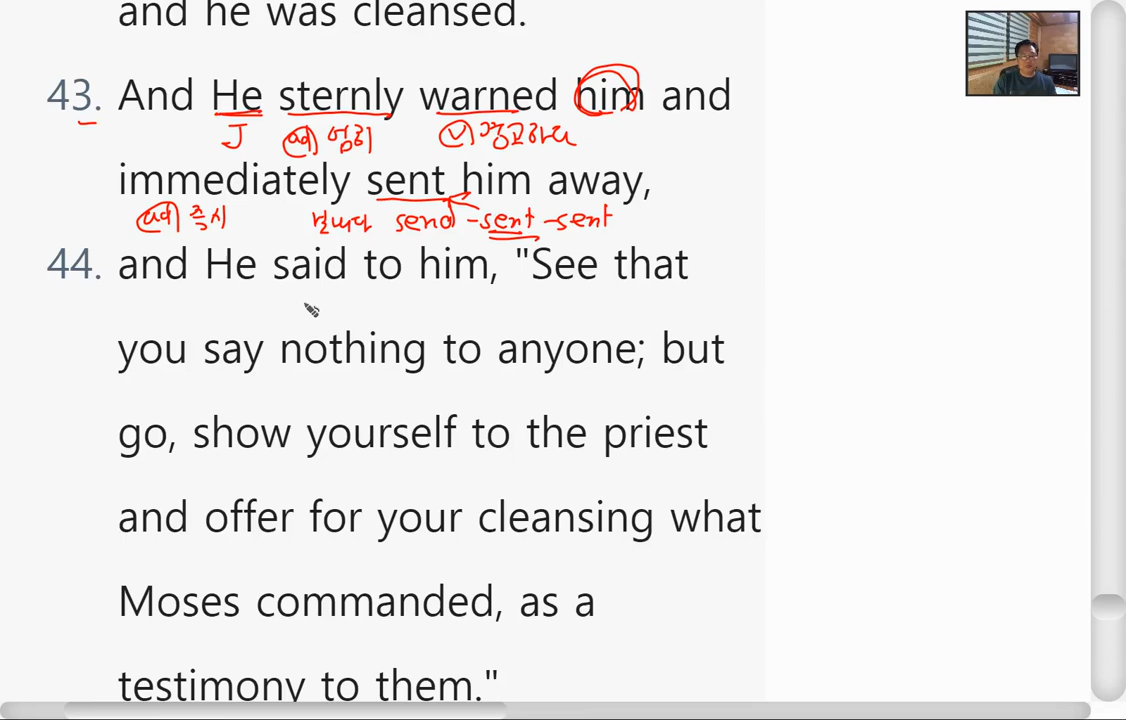 and he was cleansed.
43. And He sternly warned him and
J ad 엄히 v 경고하다
immediately sent him away,
ad 즉시 보내다 send - sent - sent
44. and He said to him, "See that
you say nothing to anyone; but
go, show yourself to the priest
and offer for your cleansing what
Moses commanded, as a
testimony to them."